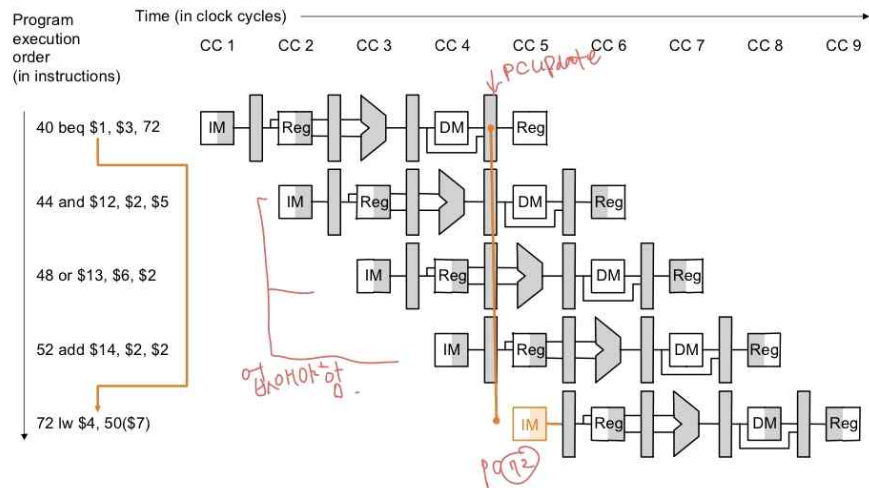 Time (in clock cycles)
Program
execution
order
(in instructions)
CC 1 CC 2 CC 3 CC 4 CC 5 CC 6 CC 7 CC 8 CC 9
PC update
40 beq $1, $3, 72
IM Reg DM Reg
44 and $12, $2, $5
IM Reg DM Reg
48 or $13, $6, $2
IM Reg DM Reg
52 add $14, $2, $2
IM Reg DM Reg
72 lw $4, 50($7)
IM Reg DM Reg
PC 72